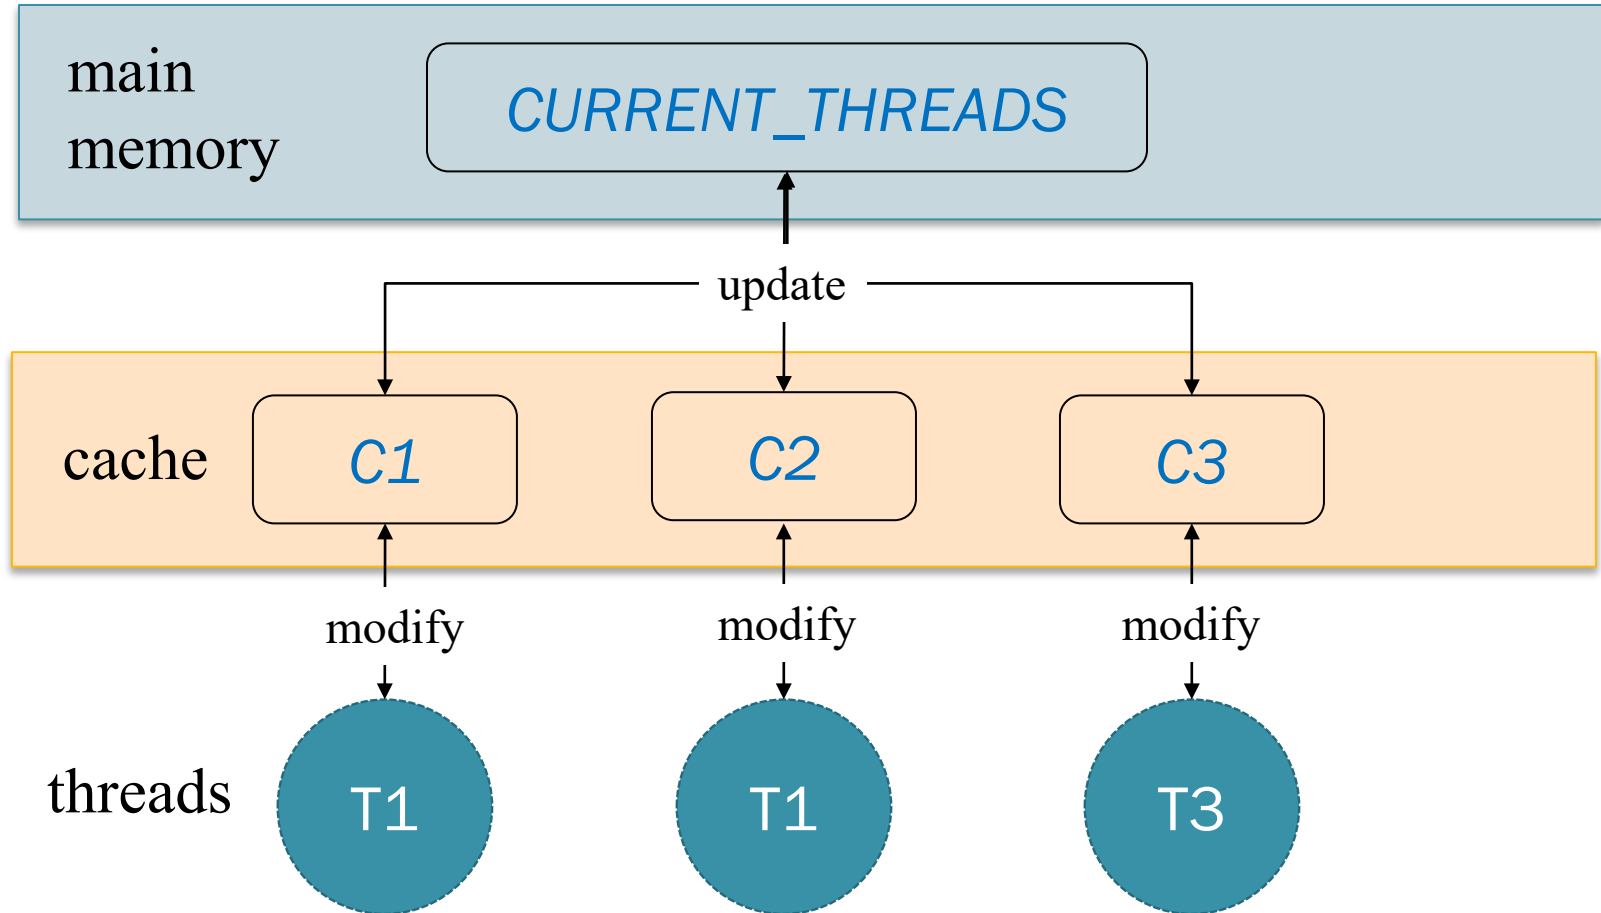 main
memory
CURRENT_THREADS
update
cache
C1
C2
C3
modify
modify
modify
threads
T1
T1
T3